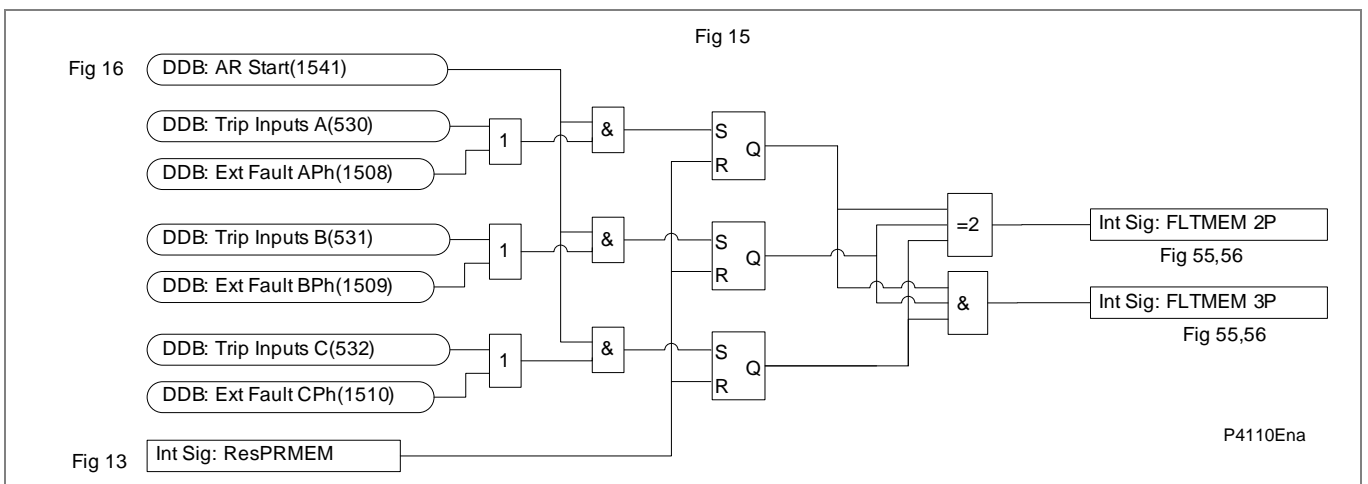 Fig 15
Fig 16
DDB: AR Start(1541)
DDB: Trip Inputs A(530)
DDB: Ext Fault APh(1508)
1
&
S
R
Q
DDB: Trip Inputs B(531)
DDB: Ext Fault BPh(1509)
1
&
S
R
Q
DDB: Trip Inputs C(532)
DDB: Ext Fault CPh(1510)
1
&
S
R
Q
=2
Int Sig: FLTMEM 2P
Fig 55,56
&
Int Sig: FLTMEM 3P
Fig 55,56
Fig 13
Int Sig: ResPRMEM
P4110Ena